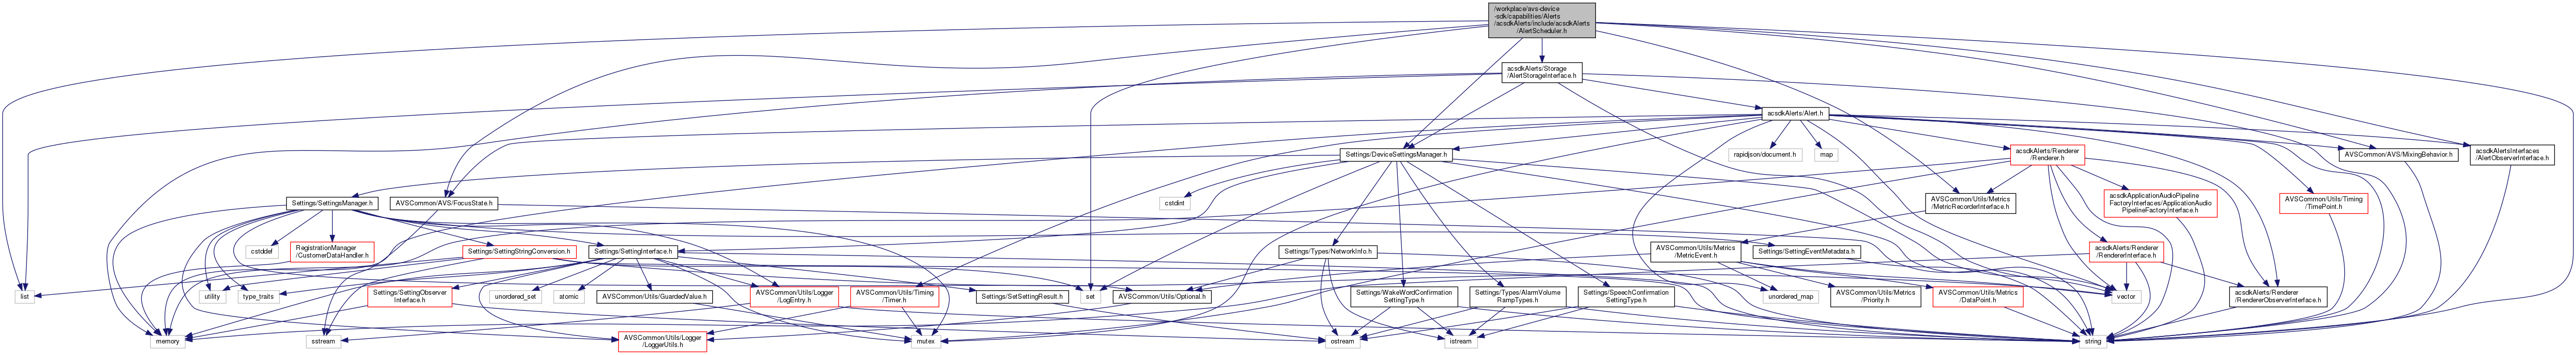 /workplace/avs-device
-sdk/capabilities/Alerts
/acsdkAlerts/include/acsdkAlerts
/AlertScheduler.h
acsdkAlerts/Storage
/AlertStorageInterface.h
acsdkAlerts/Alert.h
Settings/DeviceSettingsManager.h
rapidjson/document.h
map
acsdkAlerts/Renderer
/Renderer.h
AVSCommon/AVS/MixingBehavior.h
acsdkAlertsInterfaces
/AlertObserverInterface.h
Settings/SettingsManager.h
AVSCommon/AVS/FocusState.h
cstdint
AVSCommon/Utils/Metrics
/MetricRecorderInterface.h
acsdkApplicationAudioPipeline
FactoryInterfaces/ApplicationAudio
PipelineFactoryInterface.h
AVSCommon/Utils/Timing
/TimePoint.h
cstddef
RegistrationManager
/CustomerDataHandler.h
Settings/SettingStringConversion.h
Settings/SettingInterface.h
Settings/Types/NetworkInfo.h
AVSCommon/Utils/Metrics
/MetricEvent.h
Settings/SettingEventMetadata.h
acsdkAlerts/Renderer
/RendererInterface.h
list
utility
type_traits
Settings/SettingObserver
Interface.h
unordered_set
atomic
AVSCommon/Utils/GuardedValue.h
AVSCommon/Utils/Logger
/LogEntry.h
AVSCommon/Utils/Timing
/Timer.h
Settings/SetSettingResult.h
set
AVSCommon/Utils/Optional.h
Settings/WakeWordConfirmation
SettingType.h
Settings/Types/AlarmVolume
RampTypes.h
Settings/SpeechConfirmation
SettingType.h
unordered_map
AVSCommon/Utils/Metrics
/Priority.h
AVSCommon/Utils/Metrics
/DataPoint.h
vector
acsdkAlerts/Renderer
/RendererObserverInterface.h
memory
sstream
AVSCommon/Utils/Logger
/LoggerUtils.h
mutex
ostream
istream
string